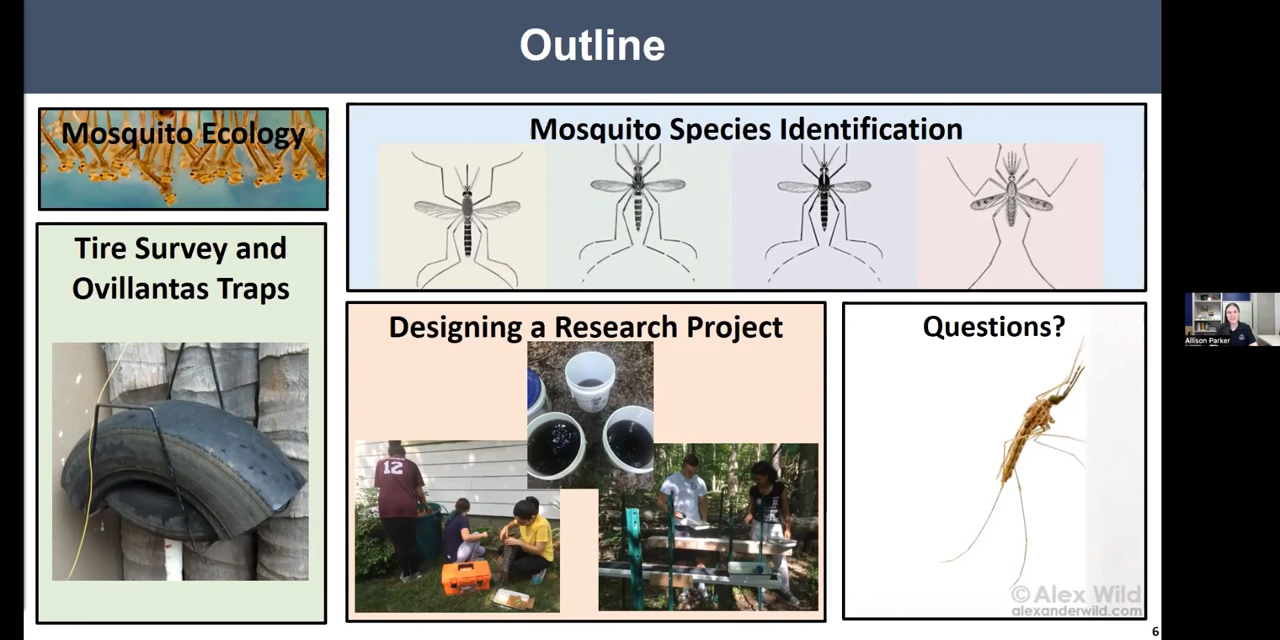 Outline
Mosquito Ecology
Mosquito Species Identification
Tire Survey and
Ovillantas Traps
Designing a Research Project
12
Questions?
©Alex Wild
alexanderwild.com
6
Allison Parker